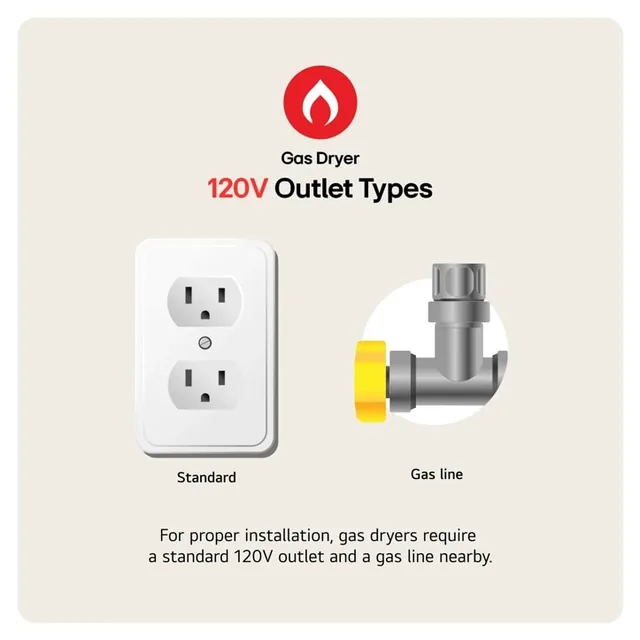 Gas Dryer
120V Outlet Types
Standard
Gas line
For proper installation, gas dryers require
a standard 120V outlet and a gas line nearby.